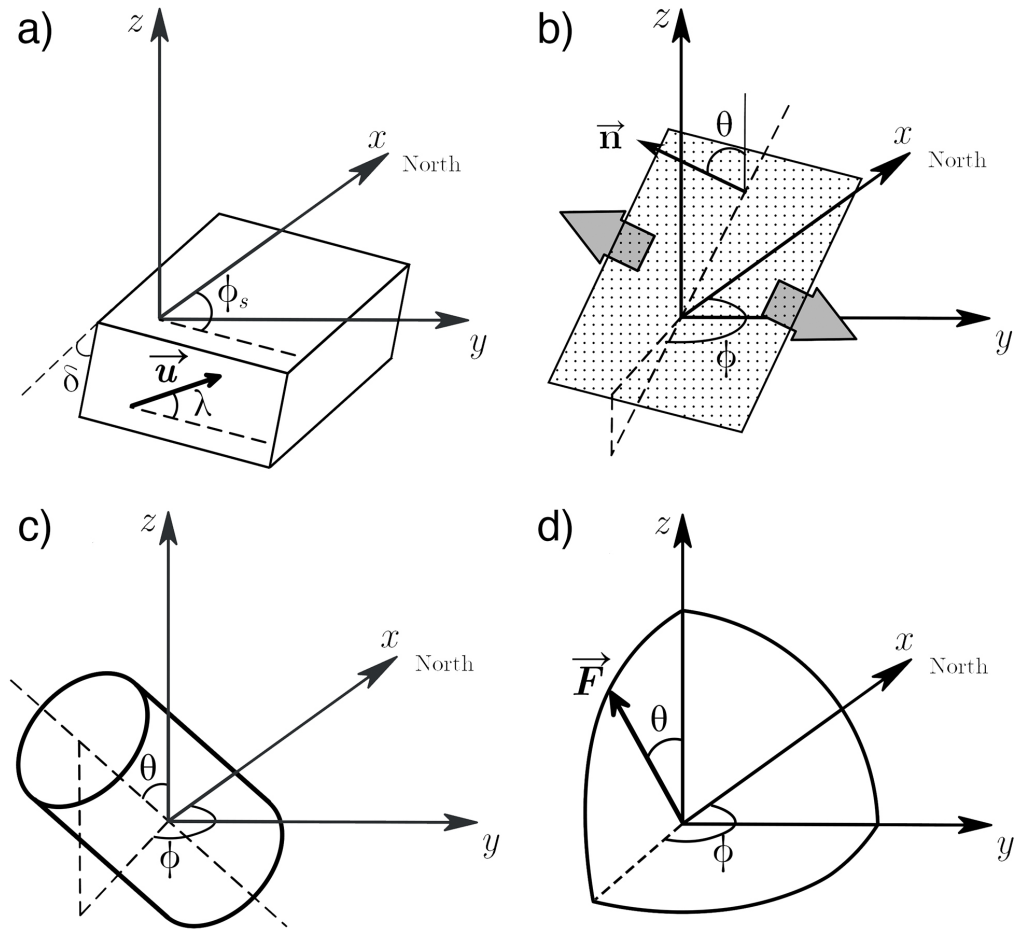 a)
z
x
North
ϕₛ
y
δ
u⃗
λ
b)
z
θ
n⃗
x
North
ϕ
y
c)
z
x
North
θ
ϕ
y
d)
z
x
North
F⃗
θ
ϕ
y